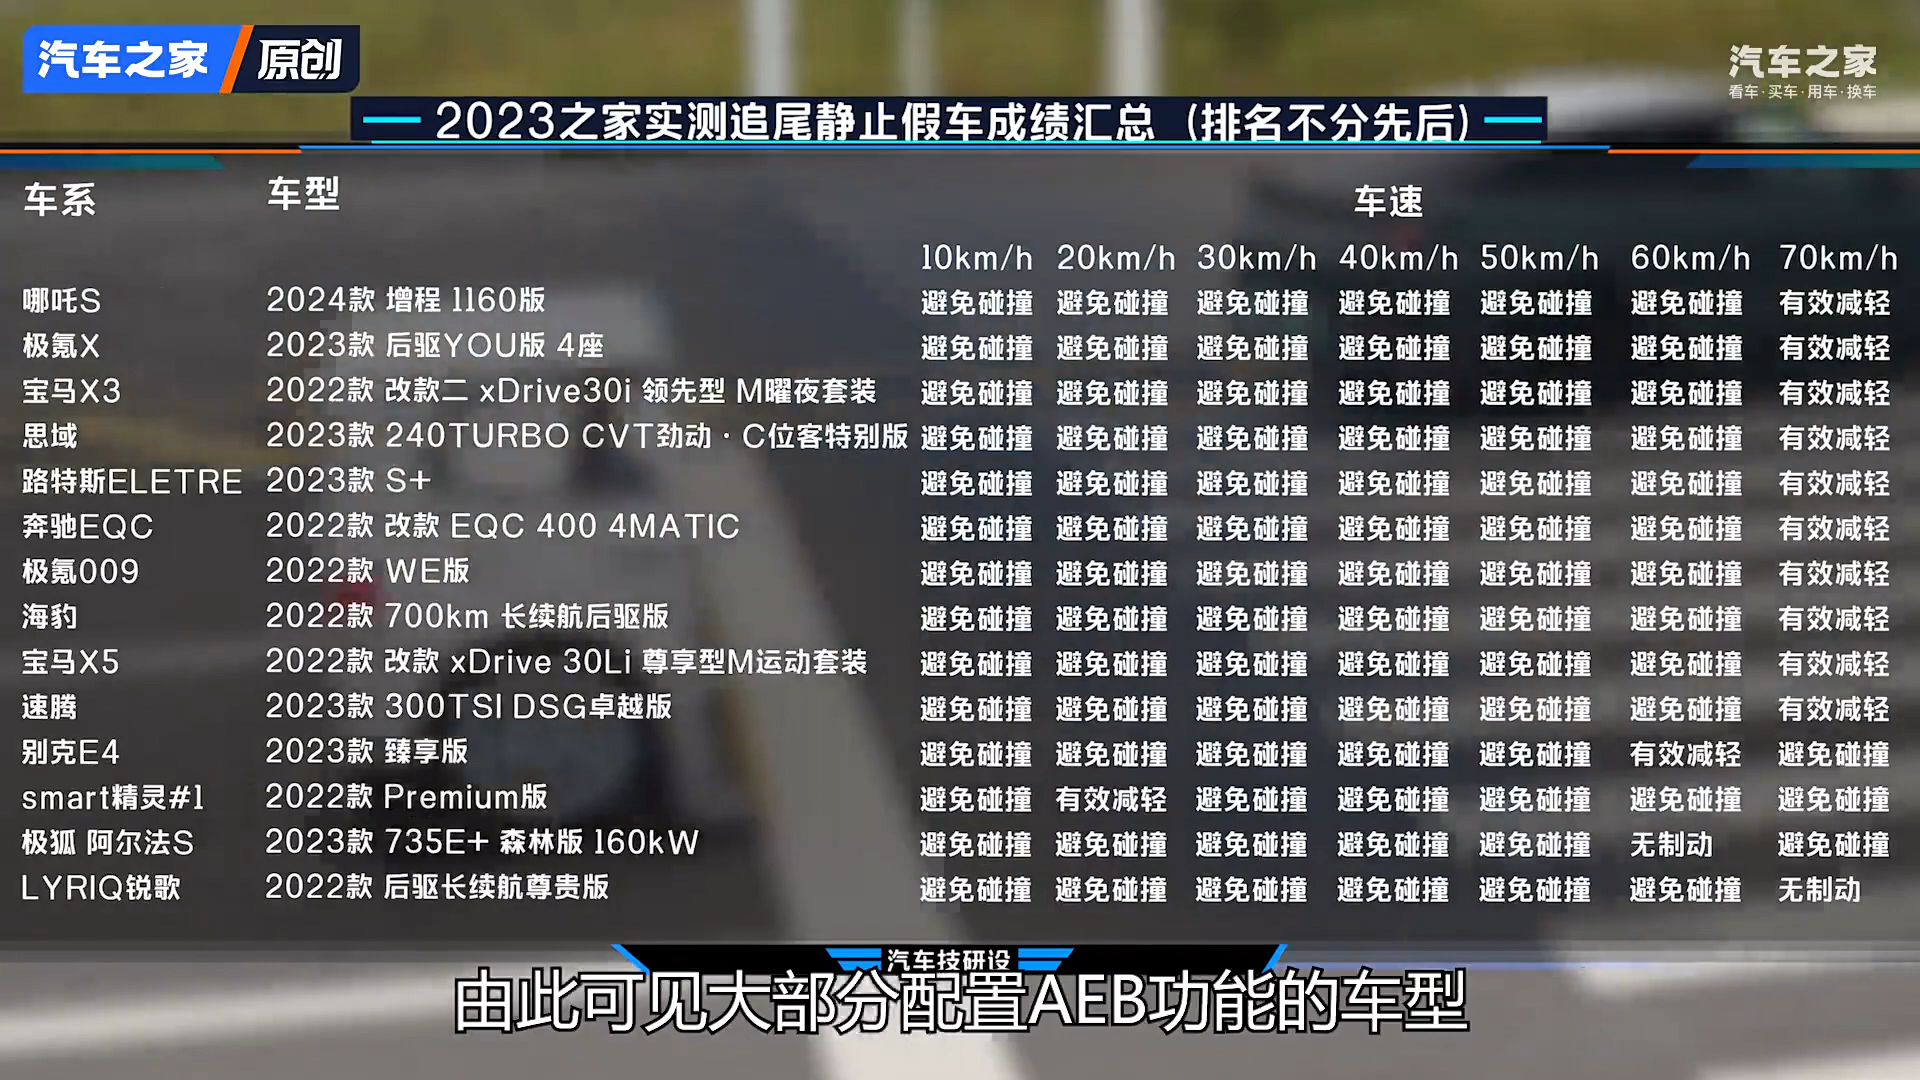 汽车之家 原创
汽车之家
看车·买车·用车·换车
2023之家实测追尾静止假车成绩汇总 (排名不分先后)
车系 车型 车速
10km/h 20km/h 30km/h 40km/h 50km/h 60km/h 70km/h
哪吒S 2024款 增程 1160版 避免碰撞 避免碰撞 避免碰撞 避免碰撞 避免碰撞 避免碰撞 有效减轻
极氪X 2023款 后驱YOU版 4座 避免碰撞 避免碰撞 避免碰撞 避免碰撞 避免碰撞 避免碰撞 有效减轻
宝马X3 2022款 改款二 xDrive30i 领先型 M曜夜套装 避免碰撞 避免碰撞 避免碰撞 避免碰撞 避免碰撞 避免碰撞 有效减轻
思域 2023款 240TURBO CVT劲动·C位客特别版 避免碰撞 避免碰撞 避免碰撞 避免碰撞 避免碰撞 避免碰撞 有效减轻
路特斯ELETRE 2023款 S+ 避免碰撞 避免碰撞 避免碰撞 避免碰撞 避免碰撞 避免碰撞 有效减轻
奔驰EQC 2022款 改款 EQC 400 4MATIC 避免碰撞 避免碰撞 避免碰撞 避免碰撞 避免碰撞 避免碰撞 有效减轻
极氪009 2022款 WE版 避免碰撞 避免碰撞 避免碰撞 避免碰撞 避免碰撞 避免碰撞 有效减轻
海豹 2022款 700km 长续航后驱版 避免碰撞 避免碰撞 避免碰撞 避免碰撞 避免碰撞 避免碰撞 有效减轻
宝马X5 2022款 改款 xDrive 30Li 尊享型M运动套装 避免碰撞 避免碰撞 避免碰撞 避免碰撞 避免碰撞 避免碰撞 有效减轻
速腾 2023款 300TSI DSG卓越版 避免碰撞 避免碰撞 避免碰撞 避免碰撞 避免碰撞 避免碰撞 有效减轻
别克E4 2023款 臻享版 避免碰撞 避免碰撞 避免碰撞 避免碰撞 避免碰撞 有效减轻 避免碰撞
smart精灵#1 2022款 Premium版 避免碰撞 有效减轻 避免碰撞 避免碰撞 避免碰撞 避免碰撞 避免碰撞
极狐 阿尔法S 2023款 735E+ 森林版 160kW 避免碰撞 避免碰撞 避免碰撞 避免碰撞 避免碰撞 无制动 避免碰撞
LYRIQ锐歌 2022款 后驱长续航尊贵版 避免碰撞 避免碰撞 避免碰撞 避免碰撞 避免碰撞 避免碰撞 无制动
汽车技研设
由此可见大部分配置AEB功能的车型